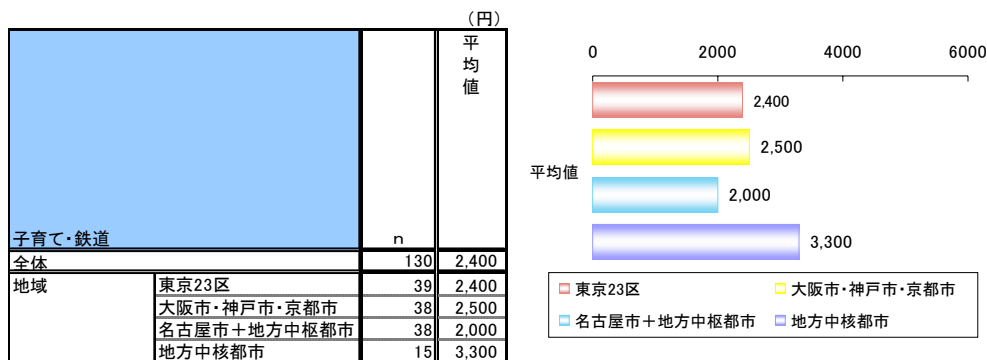 （円）
子育て・鉄道 n 平均値
全体 130 2,400
地域 東京23区 39 2,400
大阪市・神戸市・京都市 38 2,500
名古屋市＋地方中枢都市 38 2,000
地方中核都市 15 3,300
0 2000 4000 6000
2,400
2,500
平均値
2,000
3,300
東京23区 大阪市・神戸市・京都市
名古屋市＋地方中枢都市 地方中核都市